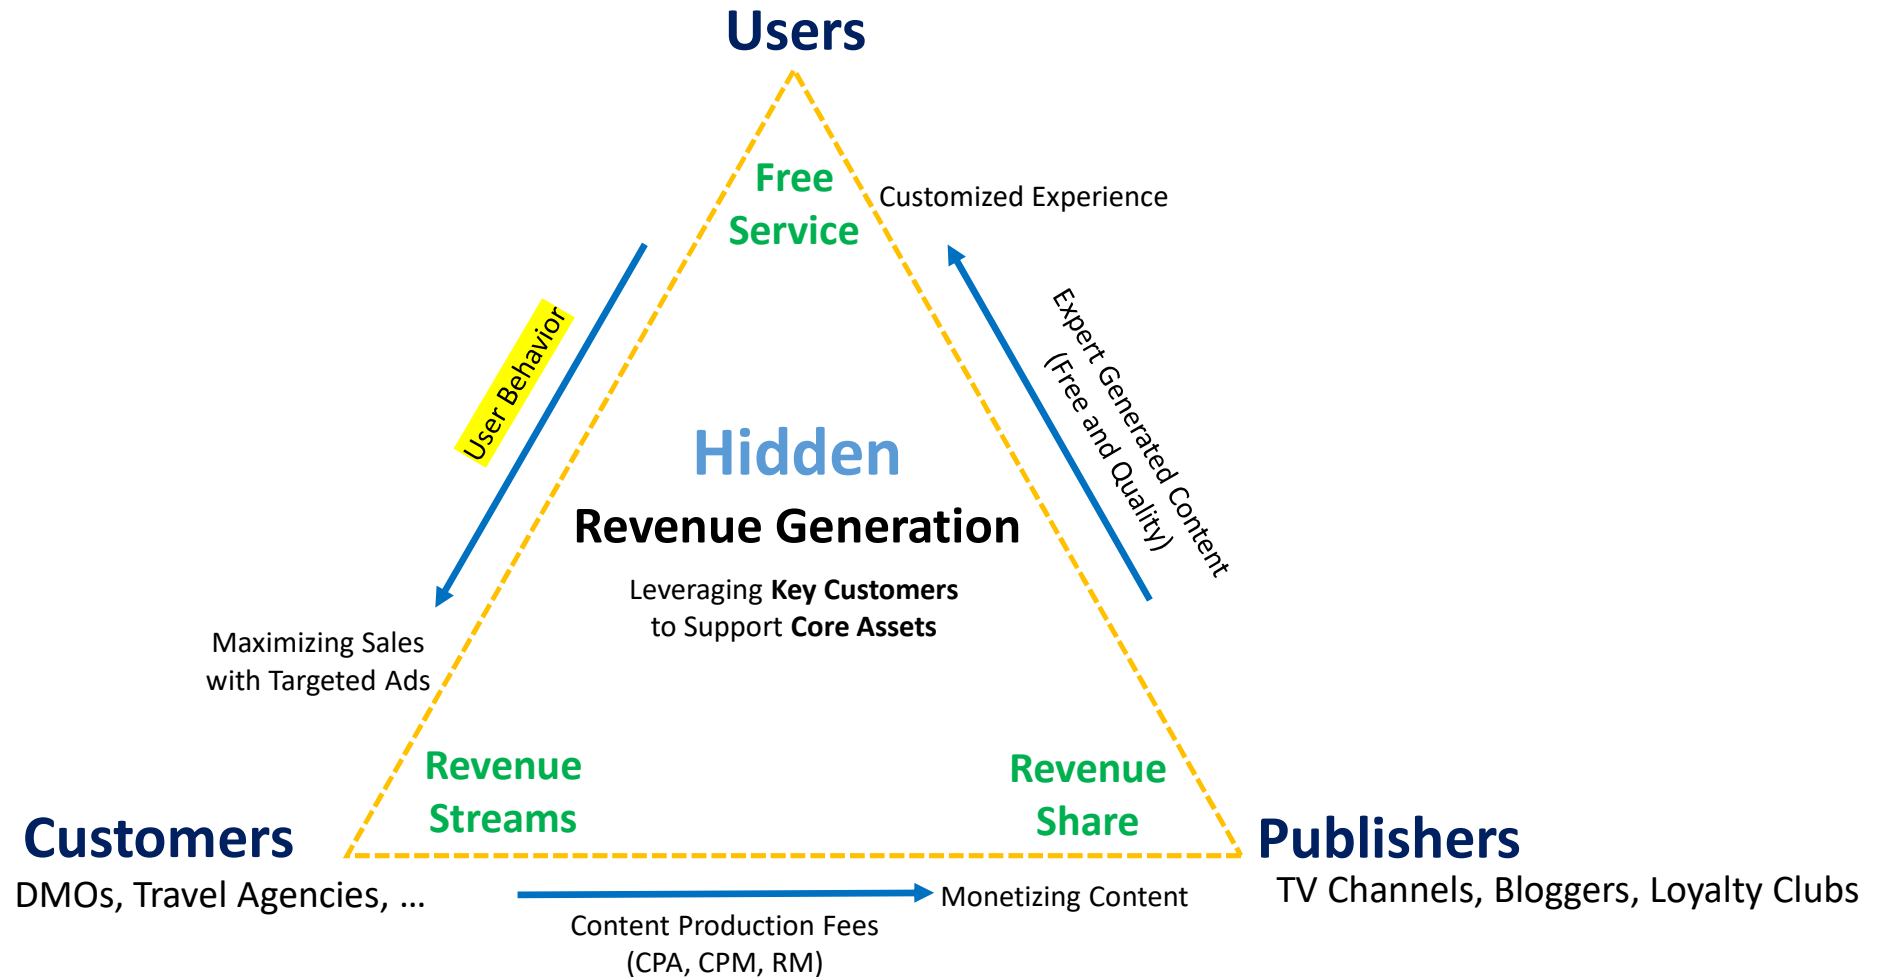 Users
Free
Service
Customized Experience
User Behavior
Expert Generated Content
(Free and Quality)
Hidden
Revenue Generation
Leveraging Key Customers
to Support Core Assets
Maximizing Sales
with Targeted Ads
Revenue
Streams
Revenue
Share
Customers
DMOs, Travel Agencies, ...
Publishers
TV Channels, Bloggers, Loyalty Clubs
Monetizing Content
Content Production Fees
(CPA, CPM, RM)